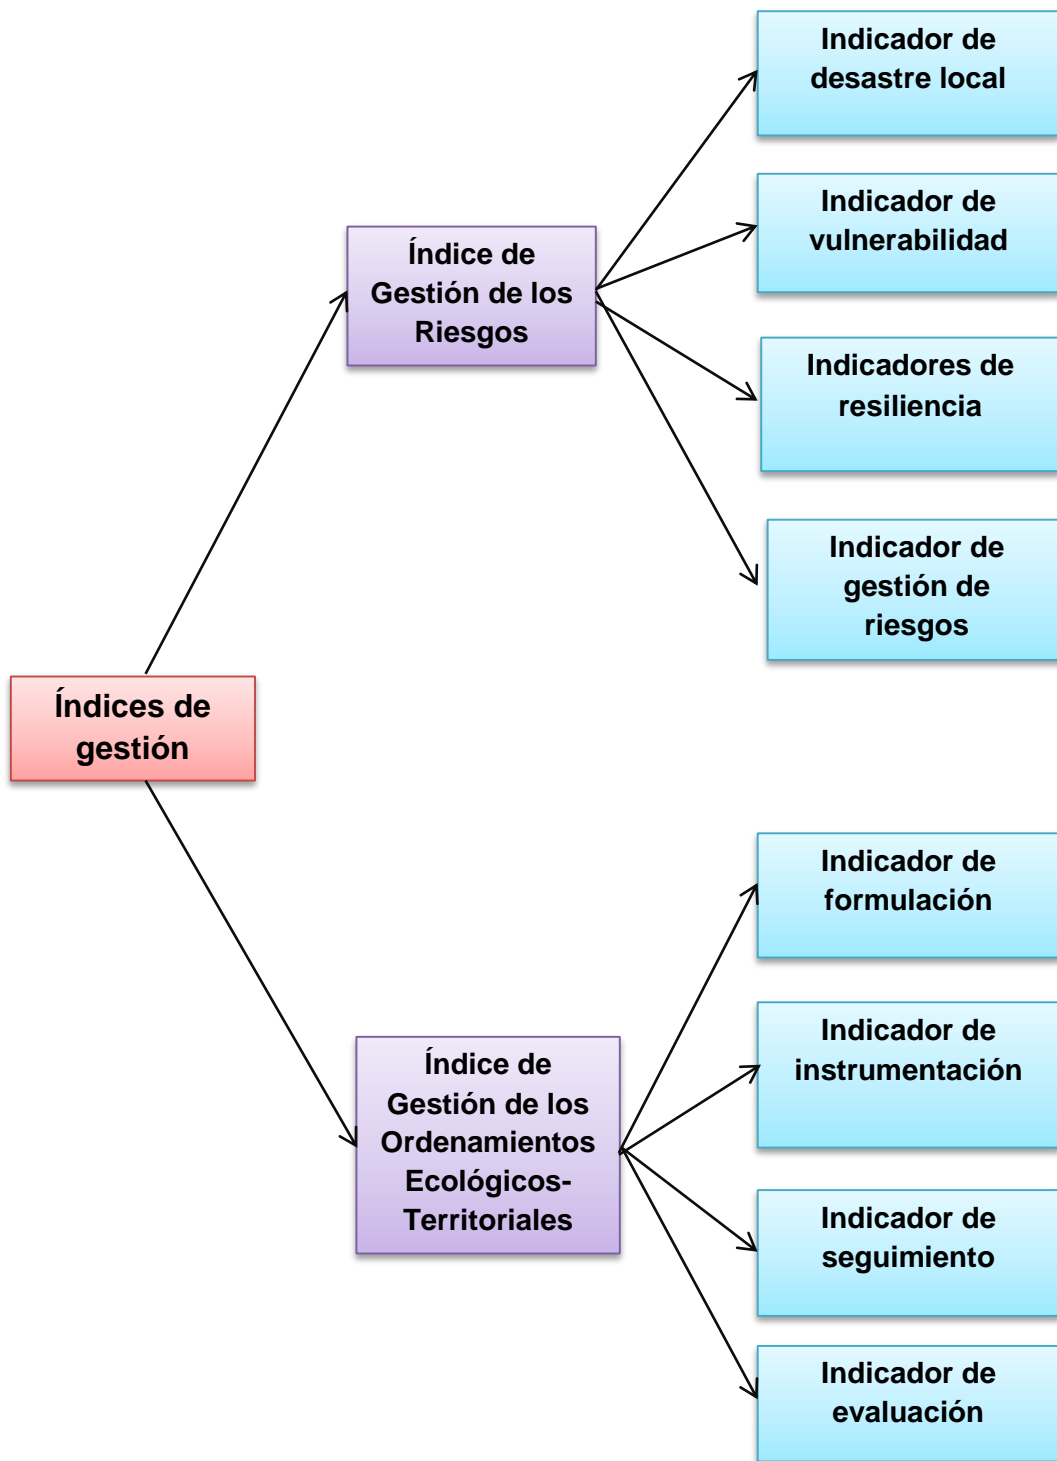 Indicador de
desastre local
Indicador de
vulnerabilidad
Índice de
Gestión de los
Riesgos
Indicadores de
resiliencia
Indicador de
gestión de
riesgos
Índices de
gestión
Indicador de
formulación
Indicador de
instrumentación
Índice de
Gestión de los
Ordenamientos
Ecológicos-
Territoriales
Indicador de
seguimiento
Indicador de
evaluación